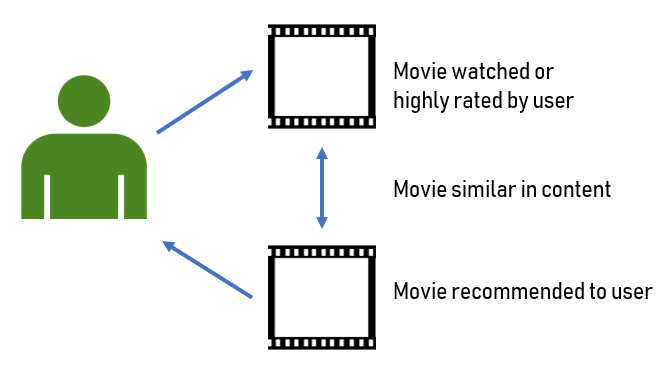 Movie watched or
highly rated by user
Movie similar in content
Movie recommended to user